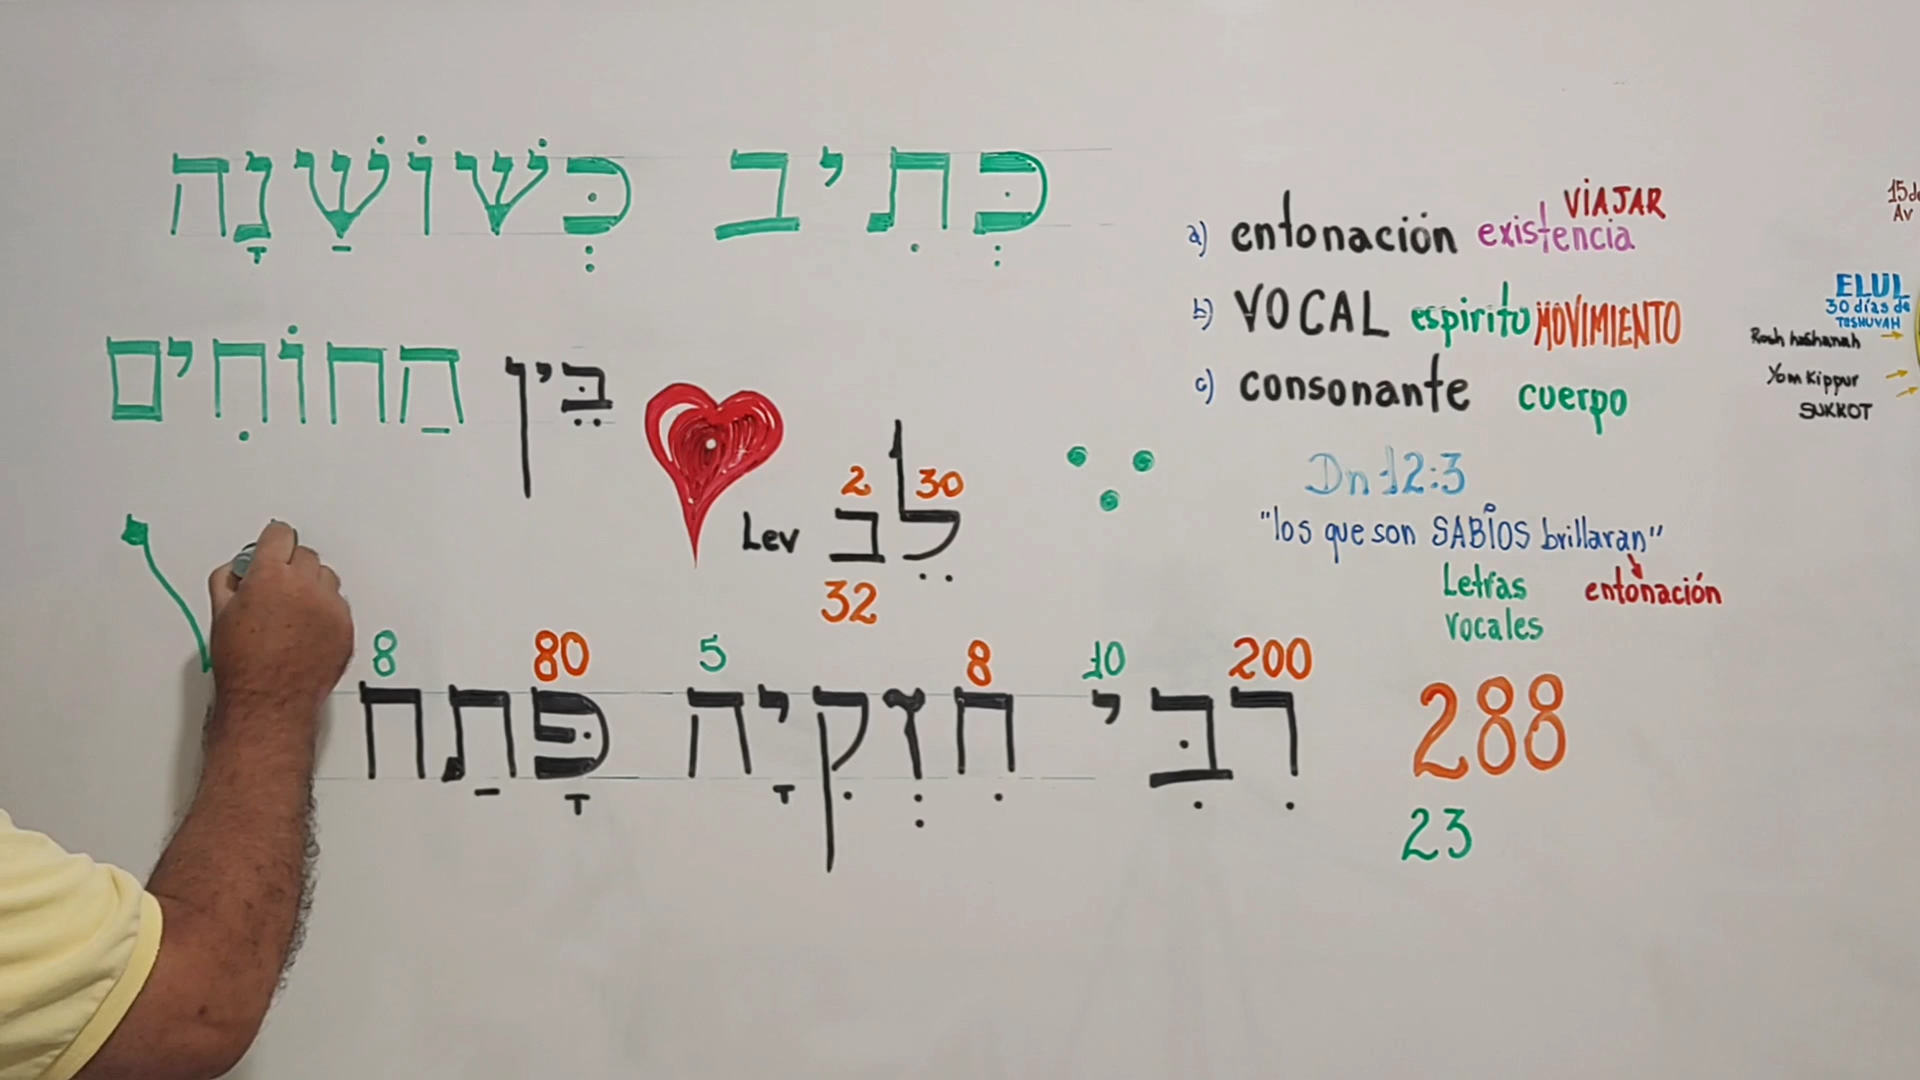 כְּתִיב כְּשׁוֹשַׁנָּה
בֵּין הַחוֹחִים
2 30
Lev לֵב
32
8 80 5 8 10 200
רִבִּי חִזְקִיָה פָּתַח
a) entonación existencia VIAJAR
b) VOCAL espiritu MOVIMIENTO
c) consonante cuerpo
Dn 12:3
"los que son SABIOS brillaran"
Letras entonación
vocales
288
23
15 de
Av
ELUL
30 días de
TESHUVAH
Rosh hashanah
Yom Kippur
SUKKOT